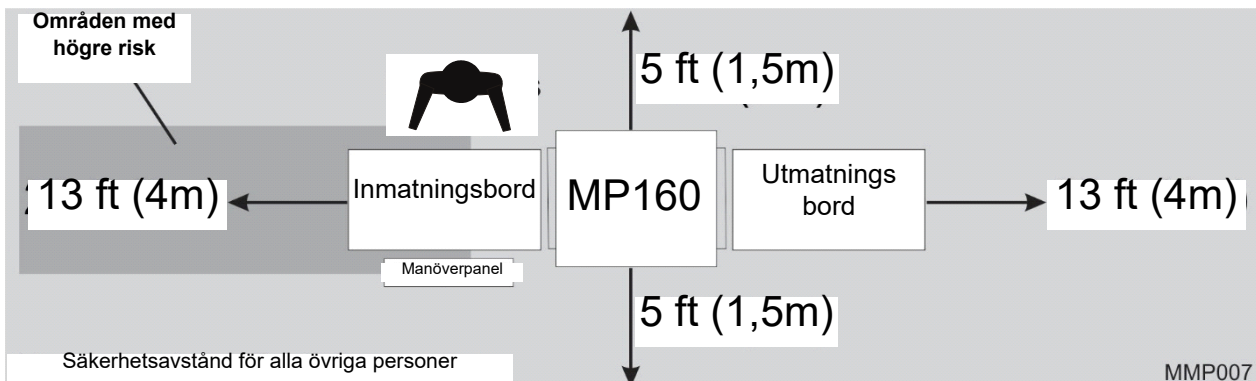 Områden med
högre risk
5 ft (1,5m)
13 ft (4m)
Inmatningsbord
MP160
Utmatnings
bord
13 ft (4m)
Manöverpanel
5 ft (1,5m)
Säkerhetsavstånd för alla övriga personer
MMP007